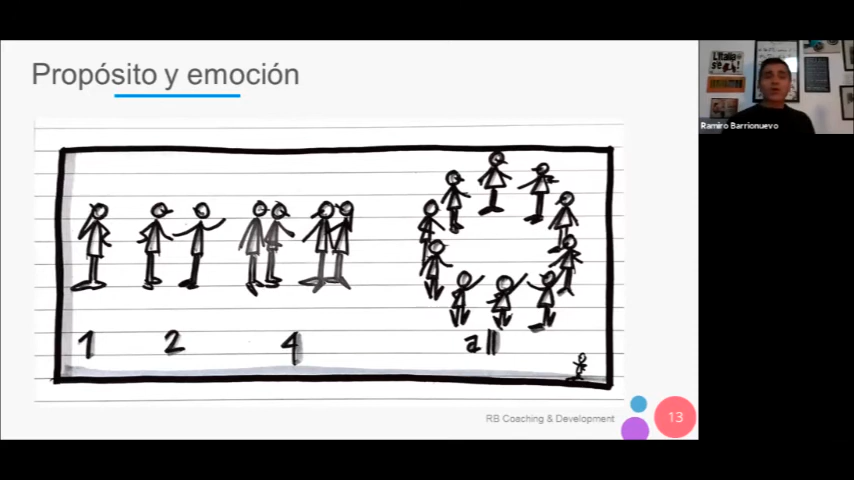 Propósito y emoción
1 2 4 all
RB Coaching & Development
13
Ramiro Barrionuevo